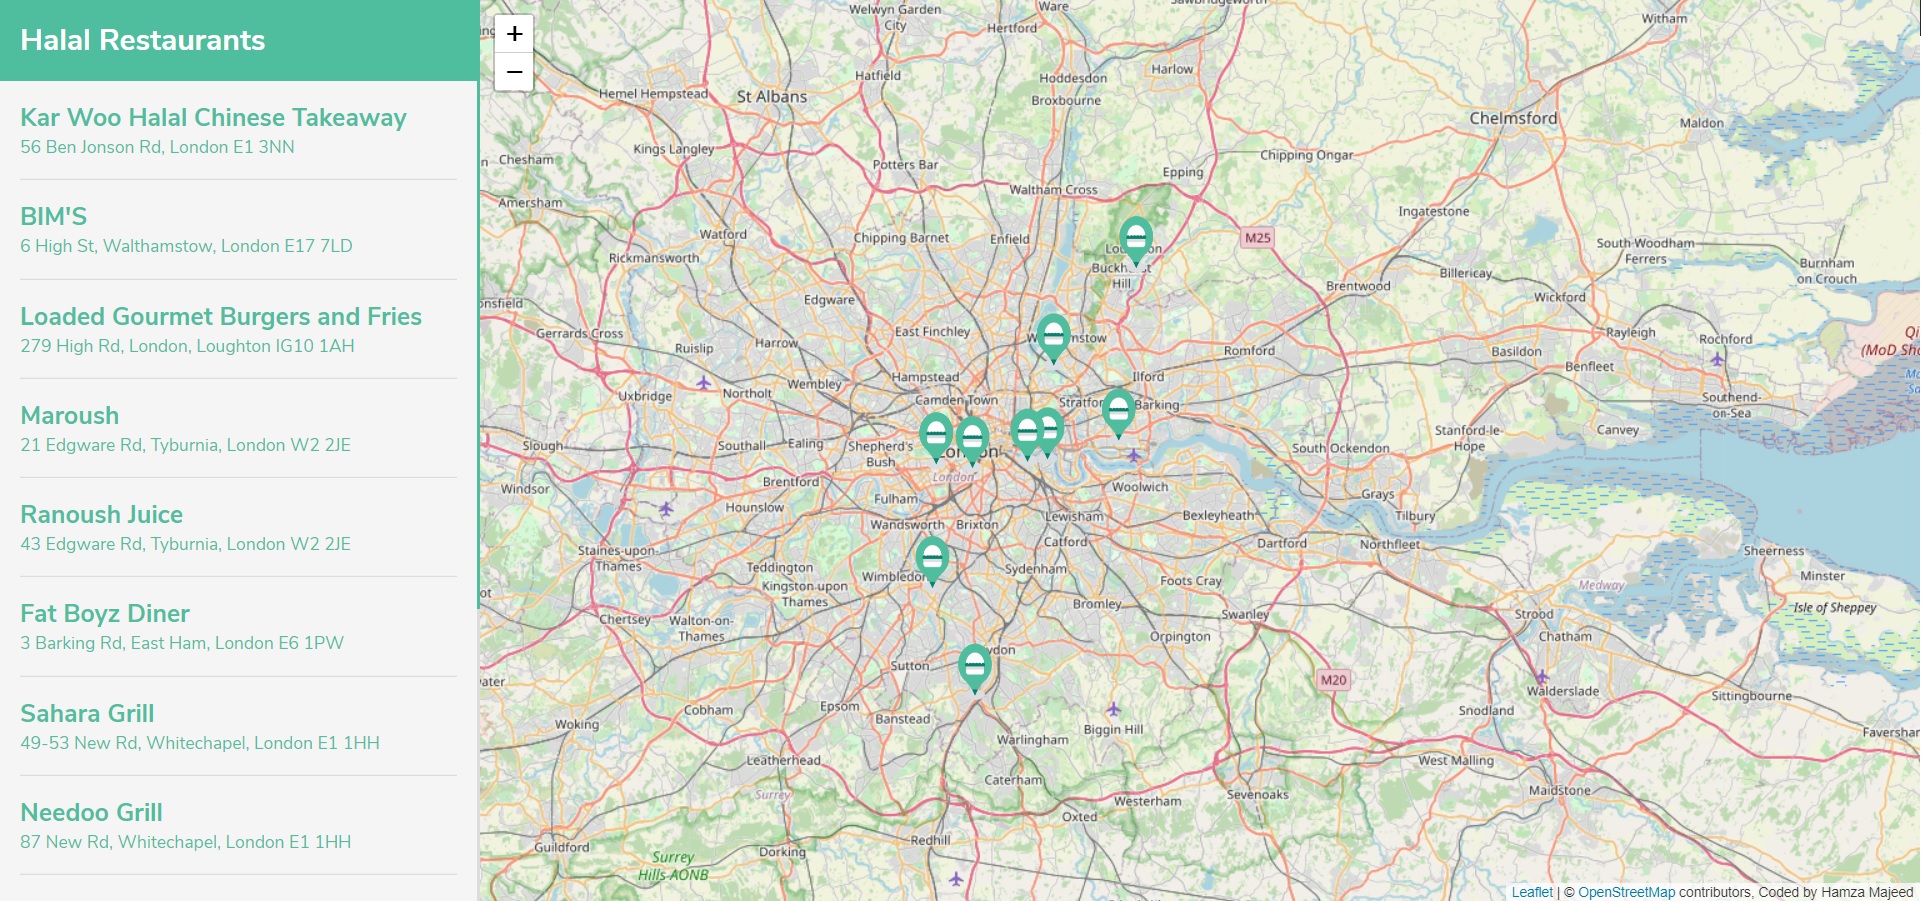 Halal Restaurants
Kar Woo Halal Chinese Takeaway
56 Ben Jonson Rd, London E1 3NN
BIM'S
6 High St, Walthamstow, London E17 7LD
Loaded Gourmet Burgers and Fries
279 High Rd, London, Loughton IG10 1AH
Maroush
21 Edgware Rd, Tyburnia, London W2 2JE
Ranoush Juice
43 Edgware Rd, Tyburnia, London W2 2JE
Fat Boyz Diner
3 Barking Rd, East Ham, London E6 1PW
Sahara Grill
49-53 New Rd, Whitechapel, London E1 1HH
Needoo Grill
87 New Rd, Whitechapel, London E1 1HH
+
−
Welwyn Garden
City
Ware
Hertford
Hatfield
Hoddesdon
Harlow
Witham
Hemel Hempstead
St Albans
Broxbourne
Chelmsford
Maldon
Kings Langley
Chesham
Potters Bar
Chipping Ongar
Epping
Waltham Cross
Amersham
Ingatestone
Watford
Chipping Barnet
Enfield
M25
South Woodham
Ferrers
Rickmansworth
Buckhurst
Hill
Billericay
Burnham
on Crouch
Edgware
Brentwood
Wickford
Gerrards Cross
East Finchley
Rayleigh
Rochford
Ruislip
Harrow
Romford
Basildon
(MoD Sho
Benfleet
Wembley
Hampstead
Ilford
Uxbridge
Northolt
Camden Town
Barking
Southend-
on-Sea
Slough
Southall
Ealing
Shepherd's
Bush
London
South Ockendon
Stanford-le-
Hope
Canvey
Windsor
Brentford
London
Woolwich
Grays
Hounslow
Fulham
Wandsworth
Brixton
Lewisham
Bexleyheath
Tilbury
Staines-upon-
Thames
Catford
Dartford
Northfleet
Sheerness
Teddington
Kingston upon
Thames
Wimbledon
Sydenham
Foots Cray
Medway
Minster
Chertsey
Walton-on-
Thames
Bromley
Swanley
Strood
Isle of Sheppey
Orpington
Chatham
Sutton
M20
Walderslade
Sittingbourne
Woking
Cobham
Epsom
Banstead
Biggin Hill
Snodland
Warlingham
Faversham
Leatherhead
West Malling
Surrey
Caterham
Westerham
Sevenoaks
Maidstone
Oxted
Guildford
Dorking
Redhill
Surrey
Hills AONB
Leaflet | © OpenStreetMap contributors, Coded by Hamza Majeed